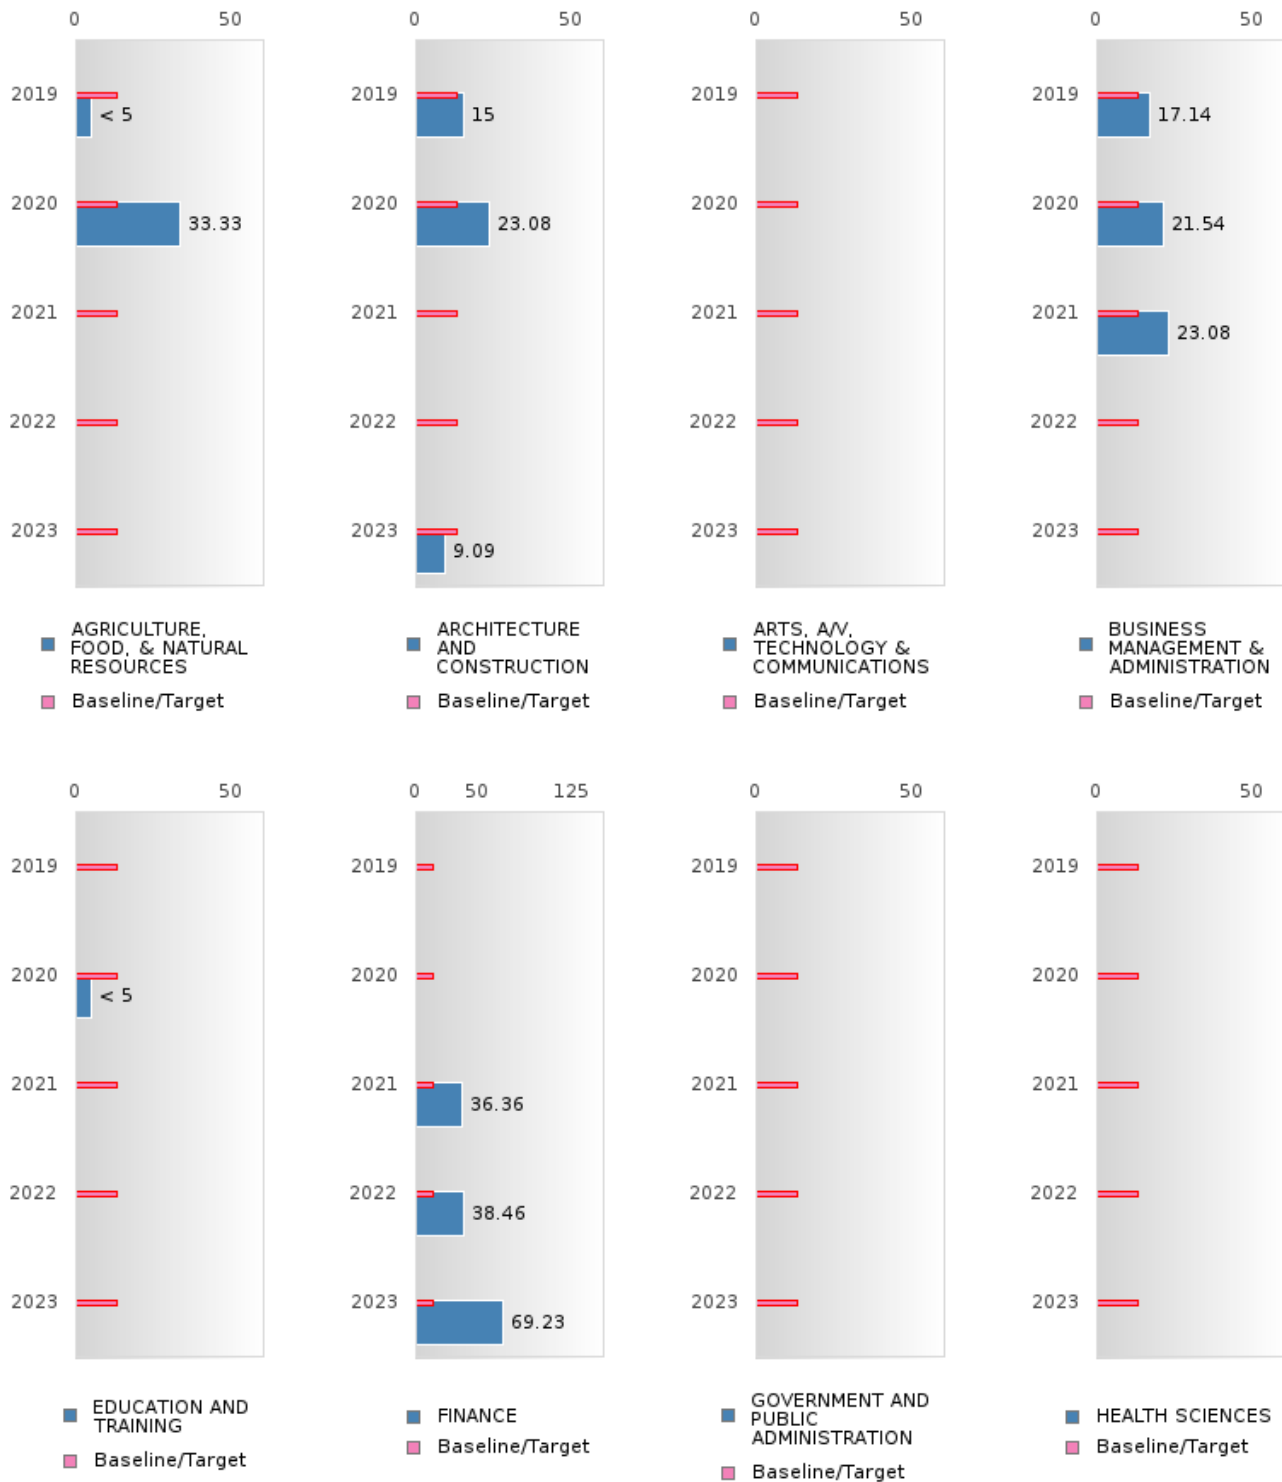 0 50
2019 < 5
2020 33.33
2021
2022
2023
AGRICULTURE,
FOOD, & NATURAL
RESOURCES
Baseline/Target
0 50
2019 15
2020 23.08
2021
2022
2023 9.09
ARCHITECTURE
AND
CONSTRUCTION
Baseline/Target
0 50
2019
2020
2021
2022
2023
ARTS, A/V,
TECHNOLOGY &
COMMUNICATIONS
Baseline/Target
0 50
2019 17.14
2020 21.54
2021 23.08
2022
2023
BUSINESS
MANAGEMENT &
ADMINISTRATION
Baseline/Target
0 50
2019
2020 < 5
2021
2022
2023
EDUCATION AND
TRAINING
Baseline/Target
0 50 125
2019
2020
2021 36.36
2022 38.46
2023 69.23
FINANCE
Baseline/Target
0 50
2019
2020
2021
2022
2023
GOVERNMENT AND
PUBLIC
ADMINISTRATION
Baseline/Target
0 50
2019
2020
2021
2022
2023
HEALTH SCIENCES
Baseline/Target